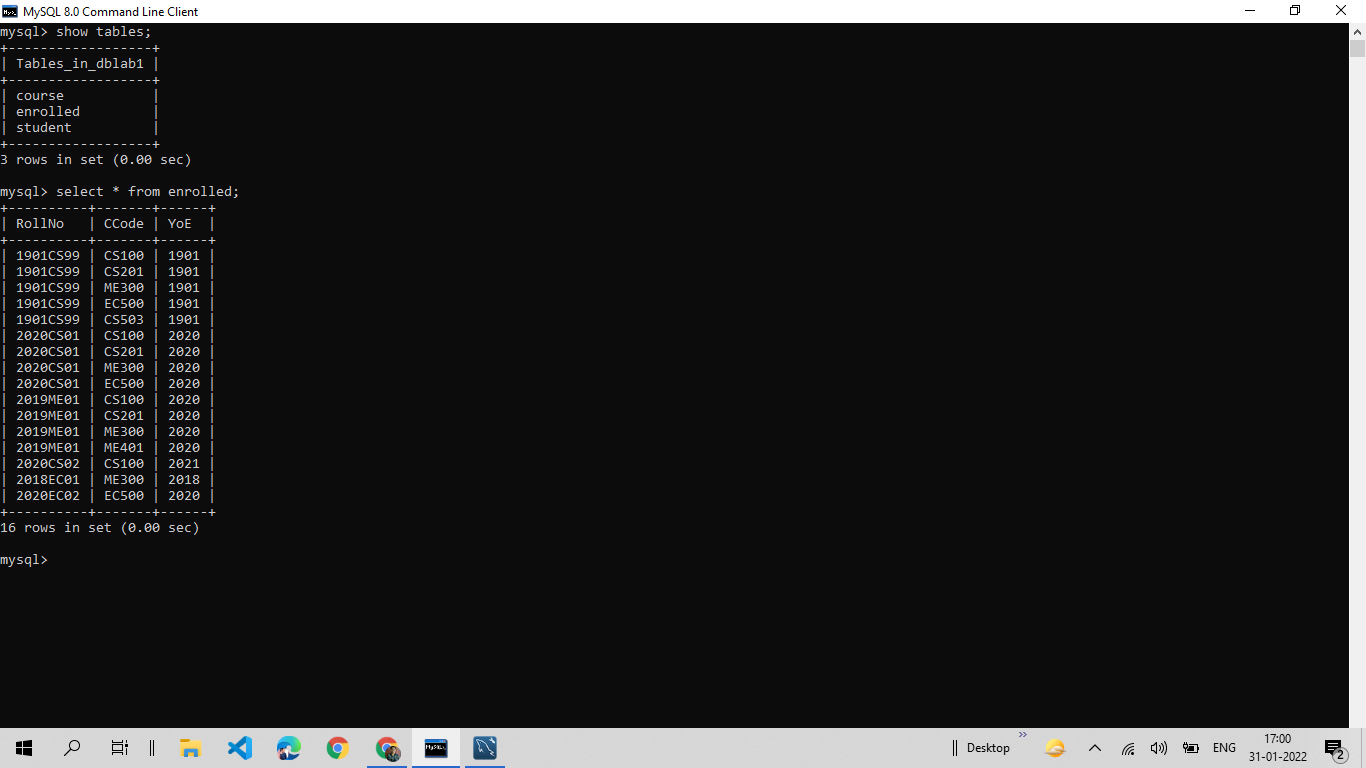 MySQL 8.0 Command Line Client
mysql> show tables;
+------------------+
| Tables_in_dblab1 |
+------------------+
| course           |
| enrolled         |
| student          |
+------------------+
3 rows in set (0.00 sec)
mysql> select * from enrolled;
+----------+-------+------+
| RollNo   | CCode | YoE  |
+----------+-------+------+
| 1901CS99 | CS100 | 1901 |
| 1901CS99 | CS201 | 1901 |
| 1901CS99 | ME300 | 1901 |
| 1901CS99 | EC500 | 1901 |
| 1901CS99 | CS503 | 1901 |
| 2020CS01 | CS100 | 2020 |
| 2020CS01 | CS201 | 2020 |
| 2020CS01 | ME300 | 2020 |
| 2020CS01 | EC500 | 2020 |
| 2019ME01 | CS100 | 2020 |
| 2019ME01 | CS201 | 2020 |
| 2019ME01 | ME300 | 2020 |
| 2019ME01 | ME401 | 2020 |
| 2020CS02 | CS100 | 2021 |
| 2018EC01 | ME300 | 2018 |
| 2020EC02 | EC500 | 2020 |
+----------+-------+------+
16 rows in set (0.00 sec)
mysql>
Desktop
ENG
17:00
31-01-2022
2